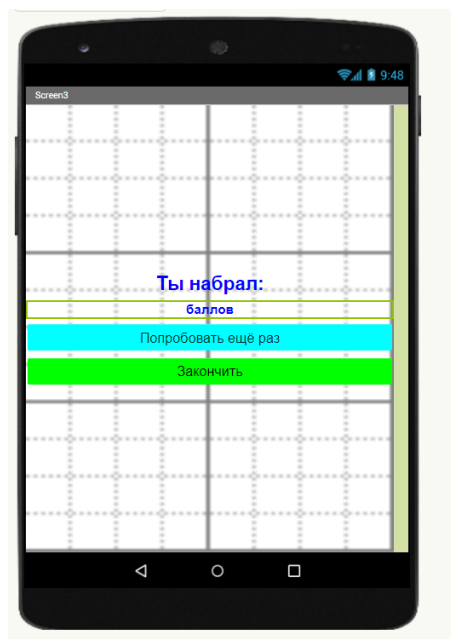 9:48
Screen3
Ты набрал:
баллов
Попробовать ещё раз
Закончить